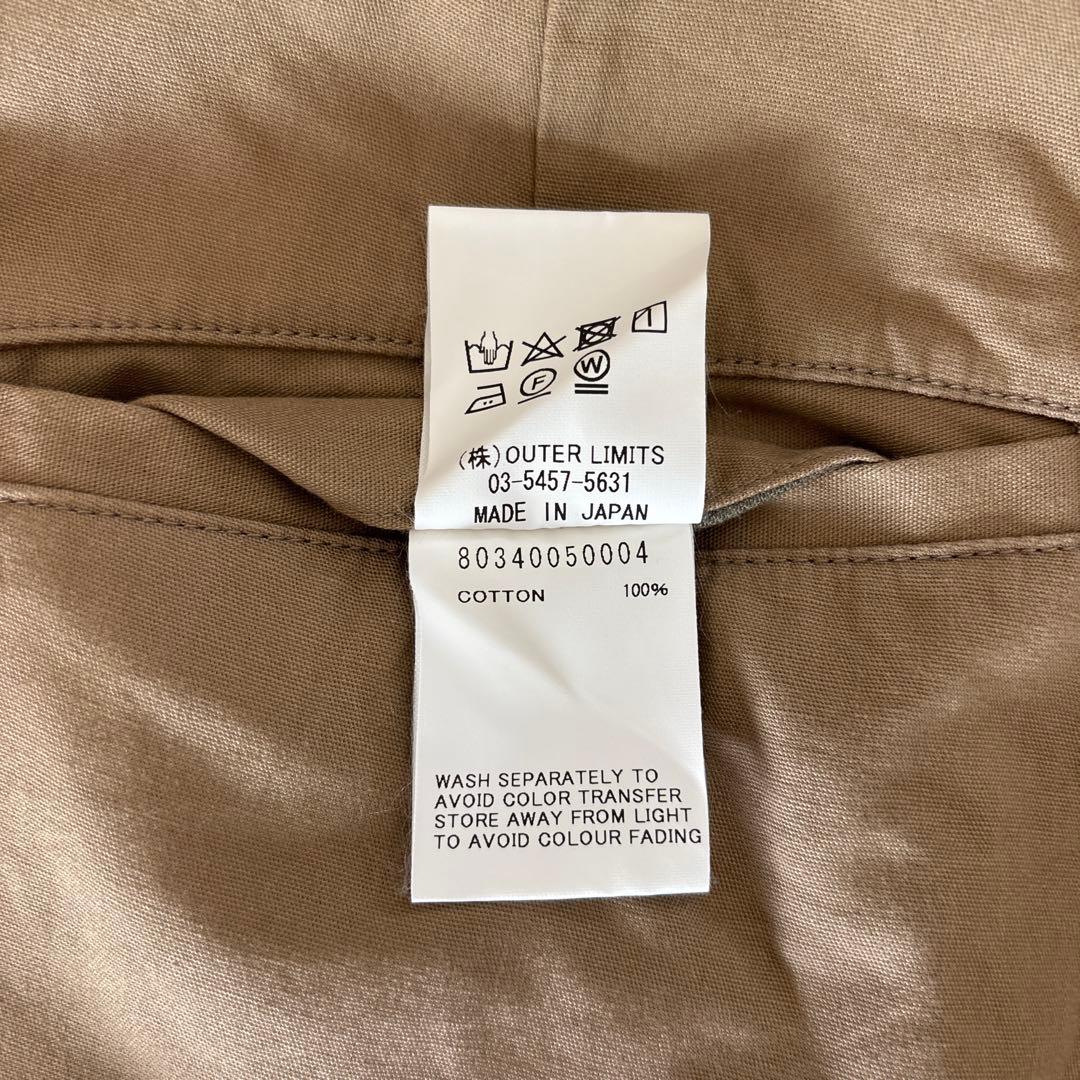 F W
(株)OUTER LIMITS
03-5457-5631
MADE IN JAPAN
80340050004
COTTON 100%
WASH SEPARATELY TO
AVOID COLOR TRANSFER
STORE AWAY FROM LIGHT
TO AVOID COLOUR FADING